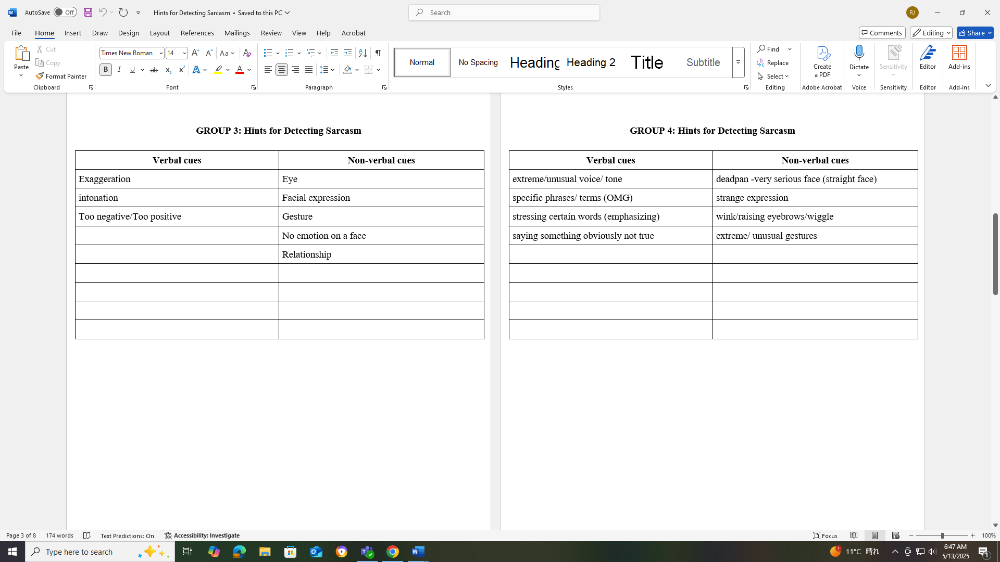 AutoSave Off Hints for Detecting Sarcasm • Saved to this PC Search RJ
File Home Insert Draw Design Layout References Mailings Review View Help Acrobat Comments Editing Share
Paste Cut Copy Format Painter
Clipboard
Times New Roman 14
Font
Paragraph
Normal No Spacing Heading Heading 2 Title Subtitle
Styles
Find Replace Select
Editing
Create a PDF
Adobe Acrobat
Dictate
Voice
Sensitivity
Sensitivity
Editor
Editor
Add-ins
Add-ins
GROUP 3: Hints for Detecting Sarcasm
Verbal cues Non-verbal cues
Exaggeration Eye
intonation Facial expression
Too negative/Too positive Gesture
No emotion on a face
Relationship
GROUP 4: Hints for Detecting Sarcasm
Verbal cues Non-verbal cues
extreme/unusual voice/ tone deadpan -very serious face (straight face)
specific phrases/ terms (OMG) strange expression
stressing certain words (emphasizing) wink/raising eyebrows/wiggle
saying something obviously not true extreme/ unusual gestures
Page 3 of 8 174 words Text Predictions: On Accessibility: Investigate Focus 100%
Type here to search 1 11°C 晴れ 6:47 AM
5/13/2025 1